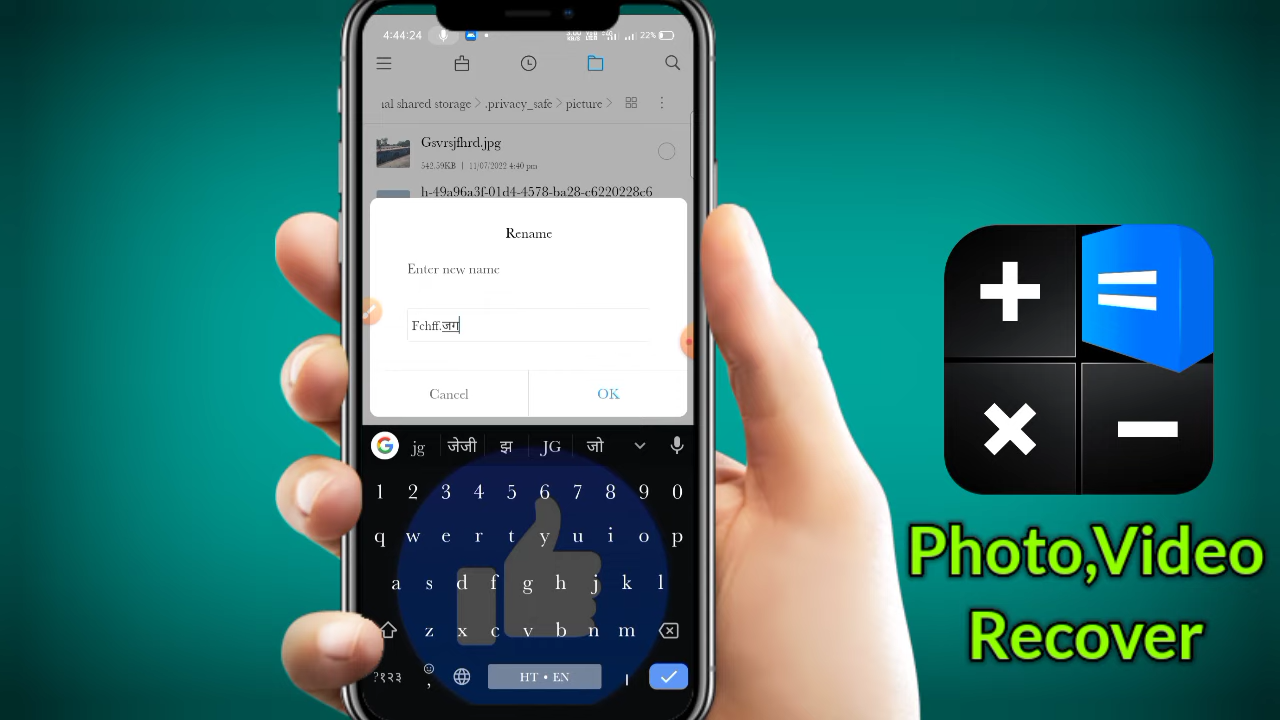 4:44:24 22%
ial shared storage > .privacy_safe > picture >
Gsvrsjfhrd.jpg
542.59KB | 11/07/2022 4:40 pm
h-49a96a3f-01d4-4578-ba28-c6220228c6
Rename
Enter new name
Fchff.जग
Cancel OK
jg जेजी झ JG जो
1 2 3 4 5 6 7 8 9 0
q w e r t y u i o p
a s d f g h j k l
z x c v b n m
?१२३ , HT • EN ।
Photo,Video
Recover